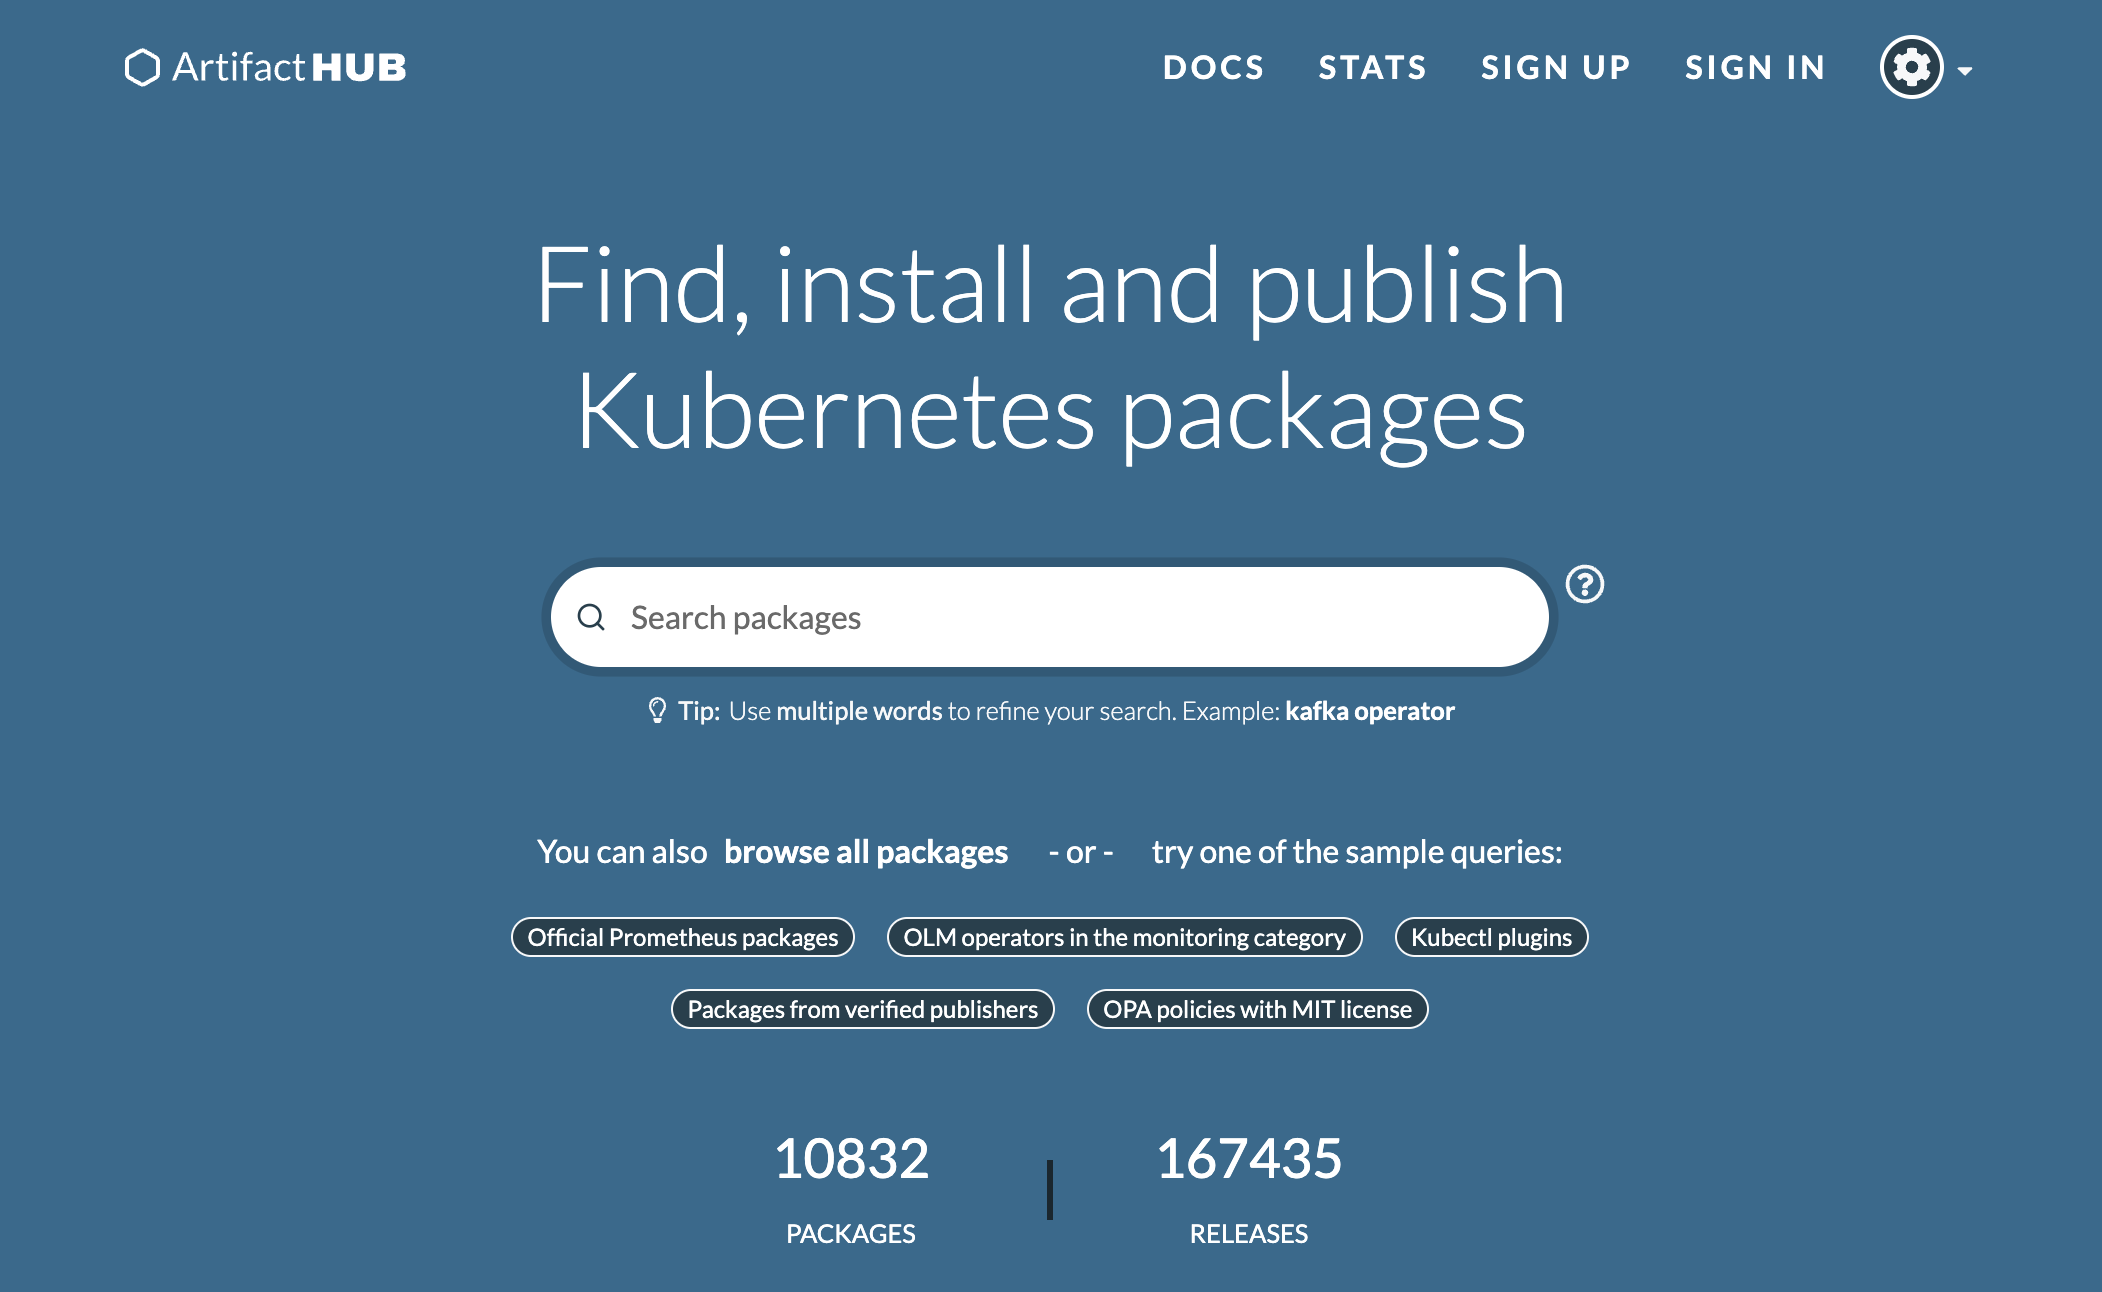 Artifact HUB
DOCS STATS SIGN UP SIGN IN
Find, install and publish
Kubernetes packages
Search packages
?
Tip: Use multiple words to refine your search. Example: kafka operator
You can also browse all packages - or - try one of the sample queries:
Official Prometheus packages OLM operators in the monitoring category Kubectl plugins
Packages from verified publishers OPA policies with MIT license
10832 167435
PACKAGES RELEASES